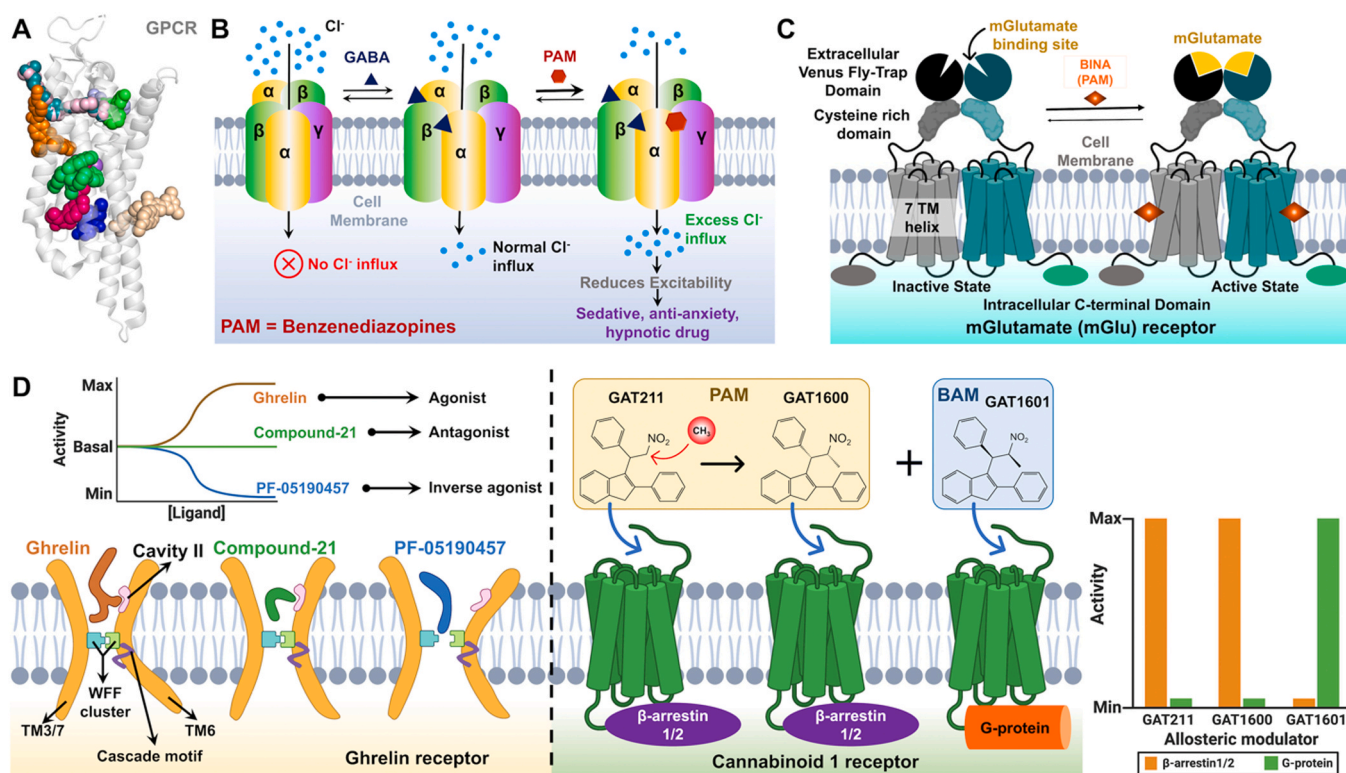 A
GPCR
B
Cl⁻
GABA
PAM
α
β
β
γ
α
α
β
β
γ
α
α
β
β
γ
α
Cell
Membrane
No Cl⁻ influx
Normal Cl⁻
influx
Excess Cl⁻
influx
Reduces Excitability
Sedative, anti-anxiety,
hypnotic drug
PAM = Benzenediazopines
C
mGlutamate
binding site
Extracellular
Venus Fly-Trap
Domain
Cysteine rich
domain
BINA
(PAM)
mGlutamate
Cell
Membrane
7 TM
helix
Inactive State
Active State
Intracellular C-terminal Domain
mGlutamate (mGlu) receptor
D
Max
Basal
Min
Activity
[Ligand]
Ghrelin
Agonist
Compound-21
Antagonist
PF-05190457
Inverse agonist
Ghrelin
Cavity II
Compound-21
PF-05190457
WFF
cluster
TM3/7
TM6
Cascade motif
Ghrelin receptor
GAT211
PAM
GAT1600
NO₂
CH₃
NO₂
+
BAM
GAT1601
NO₂
β-arrestin
1/2
β-arrestin
1/2
G-protein
Cannabinoid 1 receptor
Max
Activity
Min
GAT211
GAT1600
GAT1601
Allosteric modulator
β-arrestin1/2
G-protein